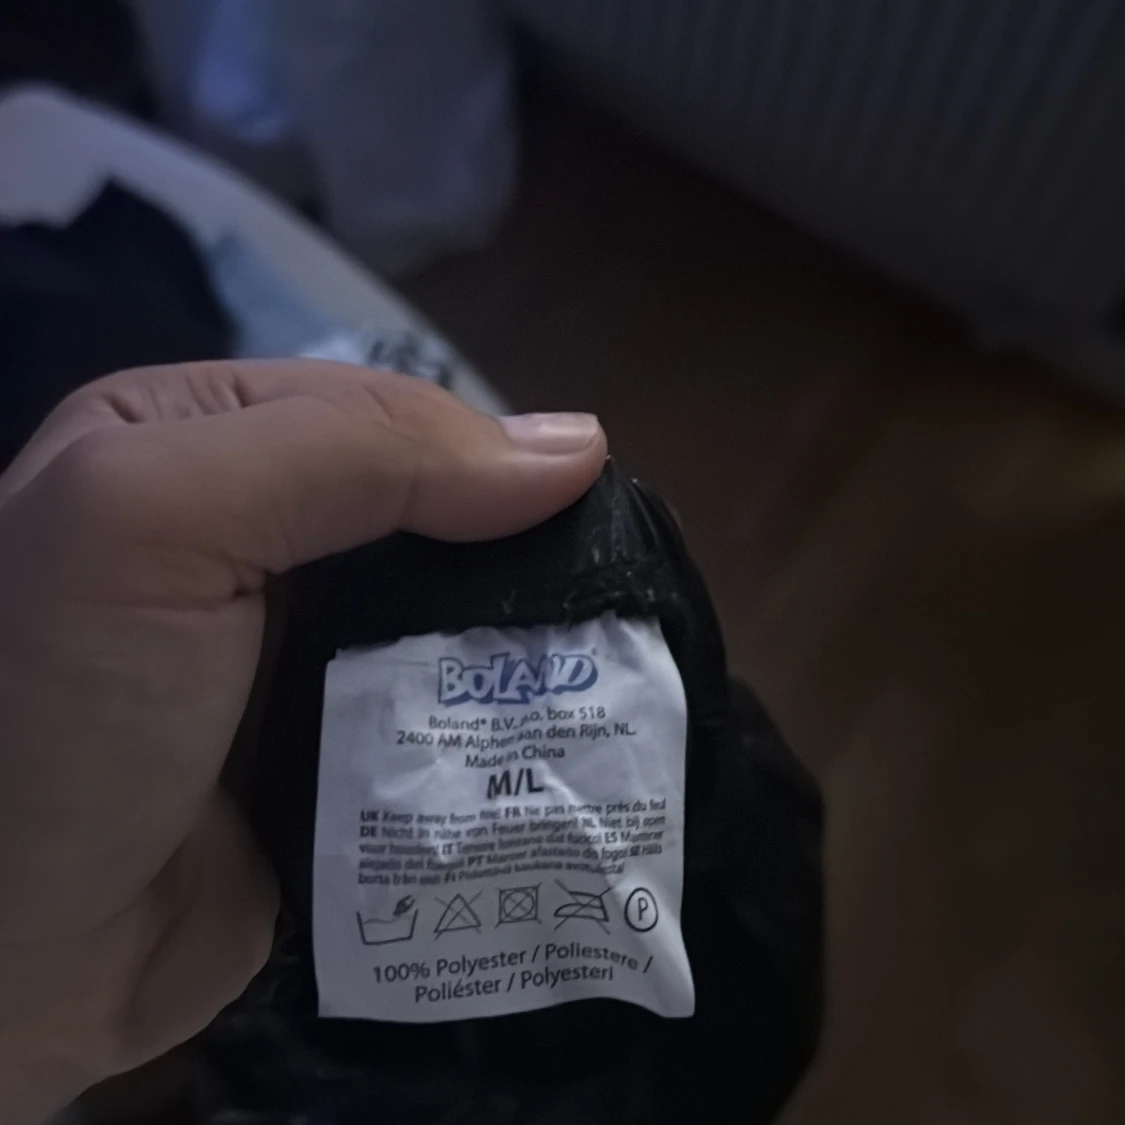 BOLAND®
Boland® B.V. P.O. box 518
2400 AM Alphen aan den Rijn, NL.
Made in China
M/L
UK Keep away from fire! FR Ne pas mettre près du feu!
DE Nicht in nähe von Feuer bringen! NL Niet bij open
vuur houden! IT Tenere lontano dal fuoco! ES Mantener
alejado del fuego! PT Manter afastado do fogo! SE Hålls
borta från eld! FI
P
100% Polyester / Poliestere /
Poliéster / Polyesteri